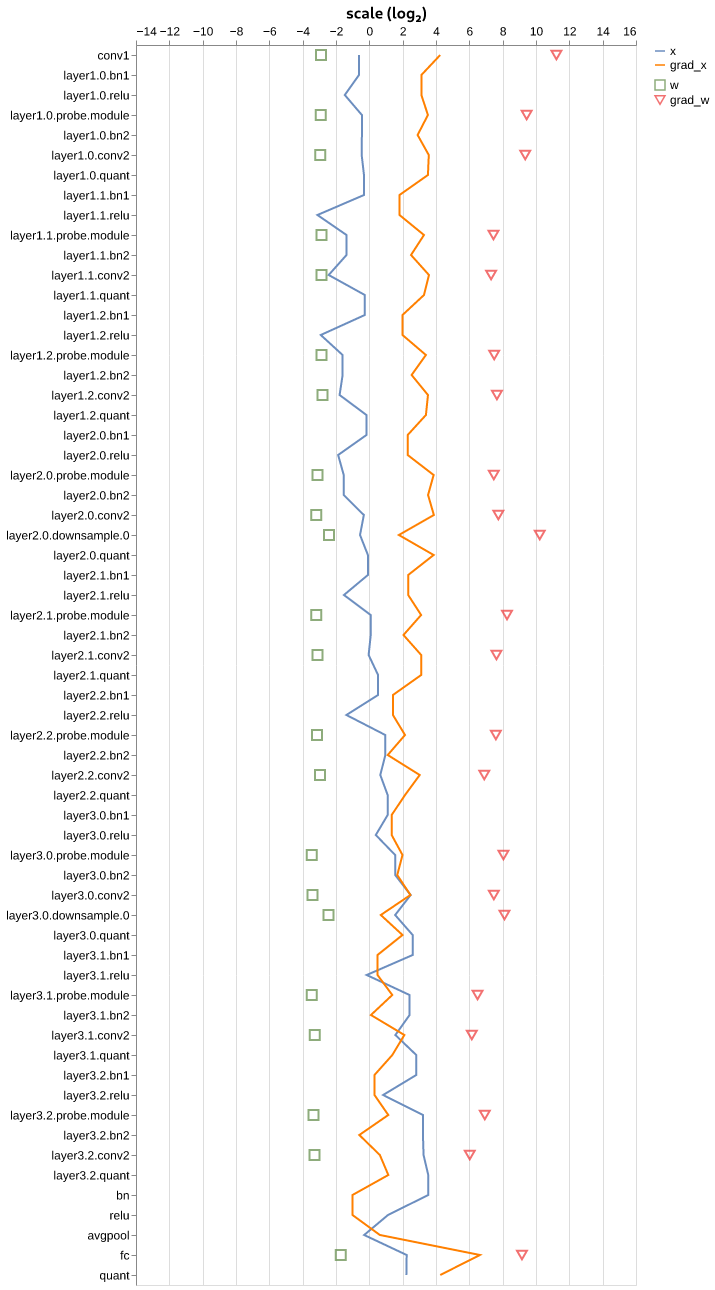 scale (log₂)
−14 −12 −10 −8 −6 −4 −2 0 2 4 6 8 10 12 14 16
x
grad_x
w
grad_w
conv1
layer1.0.bn1
layer1.0.relu
layer1.0.probe.module
layer1.0.bn2
layer1.0.conv2
layer1.0.quant
layer1.1.bn1
layer1.1.relu
layer1.1.probe.module
layer1.1.bn2
layer1.1.conv2
layer1.1.quant
layer1.2.bn1
layer1.2.relu
layer1.2.probe.module
layer1.2.bn2
layer1.2.conv2
layer1.2.quant
layer2.0.bn1
layer2.0.relu
layer2.0.probe.module
layer2.0.bn2
layer2.0.conv2
layer2.0.downsample.0
layer2.0.quant
layer2.1.bn1
layer2.1.relu
layer2.1.probe.module
layer2.1.bn2
layer2.1.conv2
layer2.1.quant
layer2.2.bn1
layer2.2.relu
layer2.2.probe.module
layer2.2.bn2
layer2.2.conv2
layer2.2.quant
layer3.0.bn1
layer3.0.relu
layer3.0.probe.module
layer3.0.bn2
layer3.0.conv2
layer3.0.downsample.0
layer3.0.quant
layer3.1.bn1
layer3.1.relu
layer3.1.probe.module
layer3.1.bn2
layer3.1.conv2
layer3.1.quant
layer3.2.bn1
layer3.2.relu
layer3.2.probe.module
layer3.2.bn2
layer3.2.conv2
layer3.2.quant
bn
relu
avgpool
fc
quant